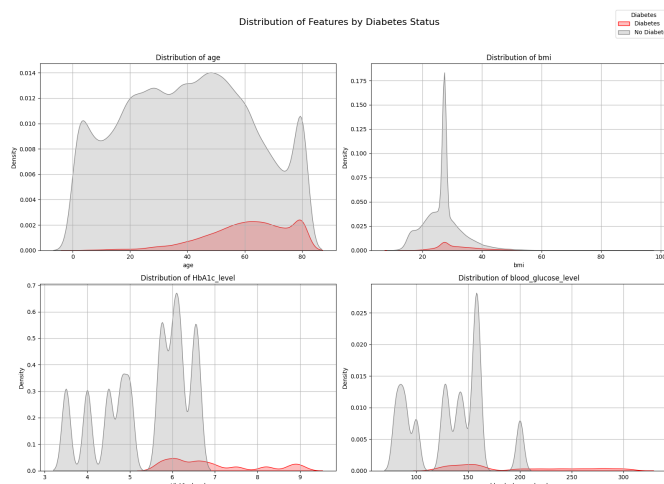 Distribution of Features by Diabetes Status
Diabetes
Diabetes
No Diabete
Distribution of age
Density
0.014
0.012
0.010
0.008
0.006
0.004
0.002
0.000
0 20 40 60 80
age
Distribution of bmi
Density
0.175
0.150
0.125
0.100
0.075
0.050
0.025
0.000
20 40 60 80 100
bmi
Distribution of HbA1c_level
Density
0.7
0.6
0.5
0.4
0.3
0.2
0.1
0.0
3 4 5 6 7 8 9
Distribution of blood_glucose_level
Density
0.025
0.020
0.015
0.010
0.005
0.000
100 150 200 250 300